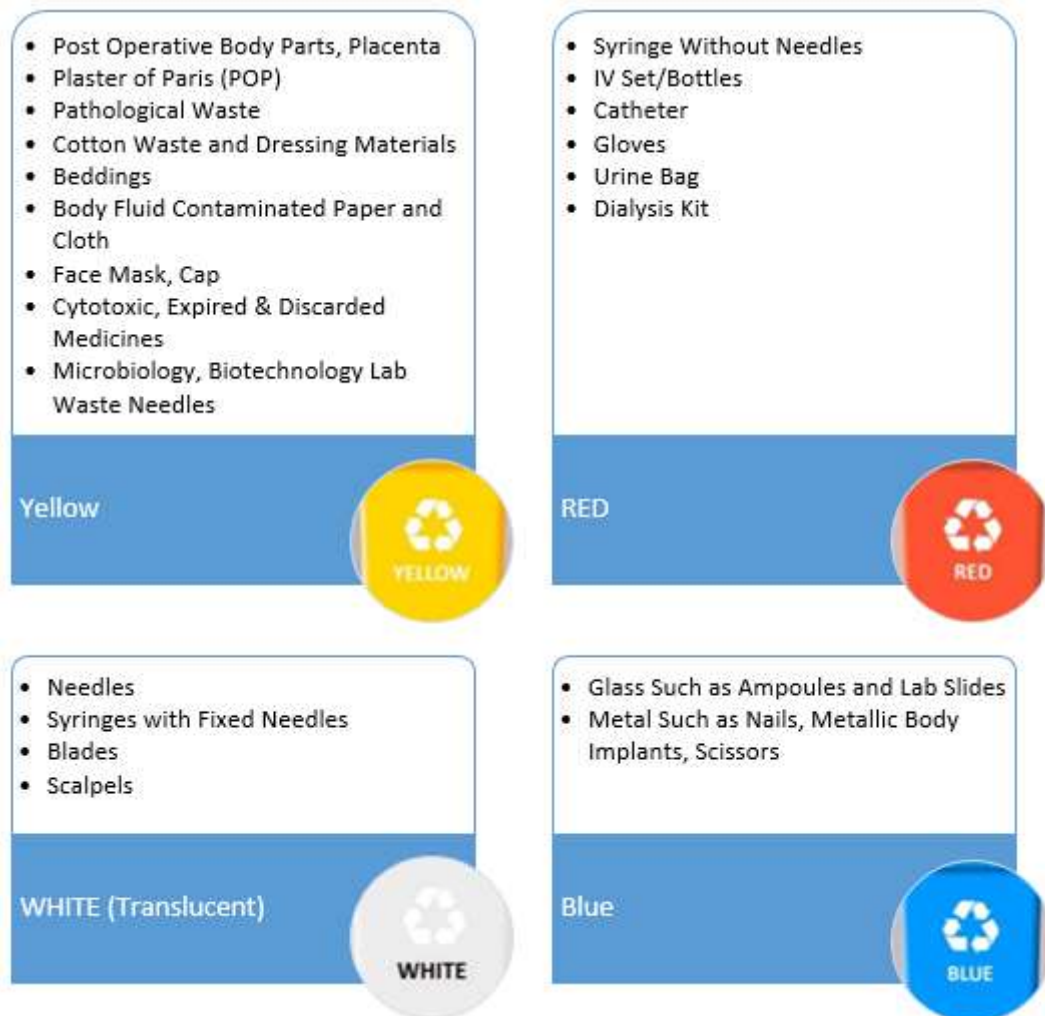 • Post Operative Body Parts, Placenta
• Plaster of Paris (POP)
• Pathological Waste
• Cotton Waste and Dressing Materials
• Beddings
• Body Fluid Contaminated Paper and
Cloth
• Face Mask, Cap
• Cytotoxic, Expired & Discarded
Medicines
• Microbiology, Biotechnology Lab
Waste Needles
Yellow
YELLOW
• Syringe Without Needles
• IV Set/Bottles
• Catheter
• Gloves
• Urine Bag
• Dialysis Kit
RED
RED
• Needles
• Syringes with Fixed Needles
• Blades
• Scalpels
WHITE (Translucent)
WHITE
• Glass Such as Ampoules and Lab Slides
• Metal Such as Nails, Metallic Body
Implants, Scissors
Blue
BLUE